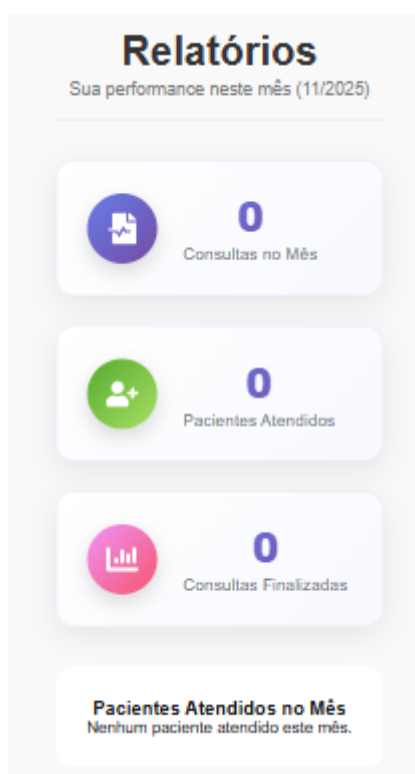 Relatórios
Sua performance neste mês (11/2025)
0
Consultas no Mês
0
Pacientes Atendidos
0
Consultas Finalizadas
Pacientes Atendidos no Mês
Nenhum paciente atendido este mês.